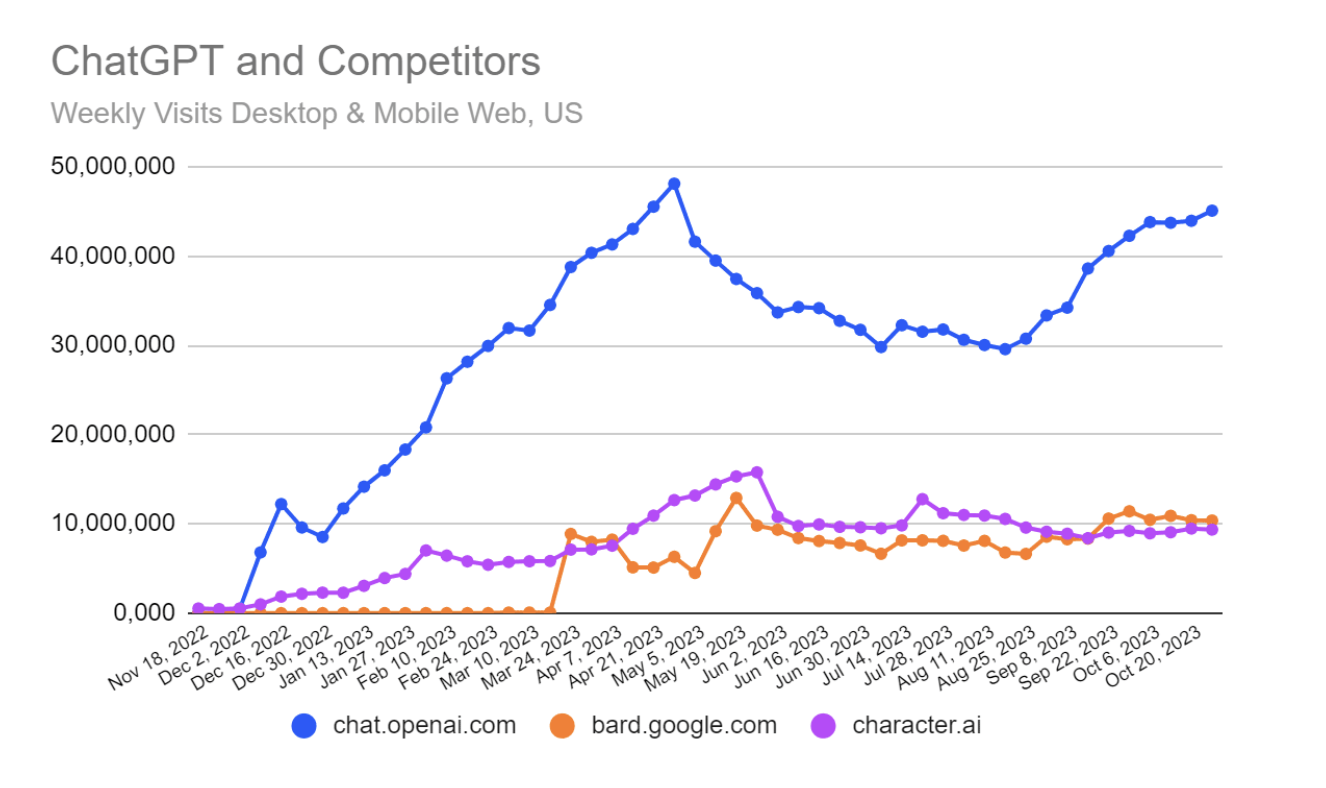 ChatGPT and Competitors
Weekly Visits Desktop & Mobile Web, US
50,000,000
40,000,000
30,000,000
20,000,000
10,000,000
0,000
Nov 18, 2022
Dec 2, 2022
Dec 16, 2022
Dec 30, 2022
Jan 13, 2023
Jan 27, 2023
Feb 10, 2023
Feb 24, 2023
Mar 10, 2023
Mar 24, 2023
Apr 7, 2023
Apr 21, 2023
May 5, 2023
May 19, 2023
Jun 2, 2023
Jun 16, 2023
Jun 30, 2023
Jul 14, 2023
Jul 28, 2023
Aug 11, 2023
Aug 25, 2023
Sep 8, 2023
Sep 22, 2023
Oct 6, 2023
Oct 20, 2023
chat.openai.com
bard.google.com
character.ai